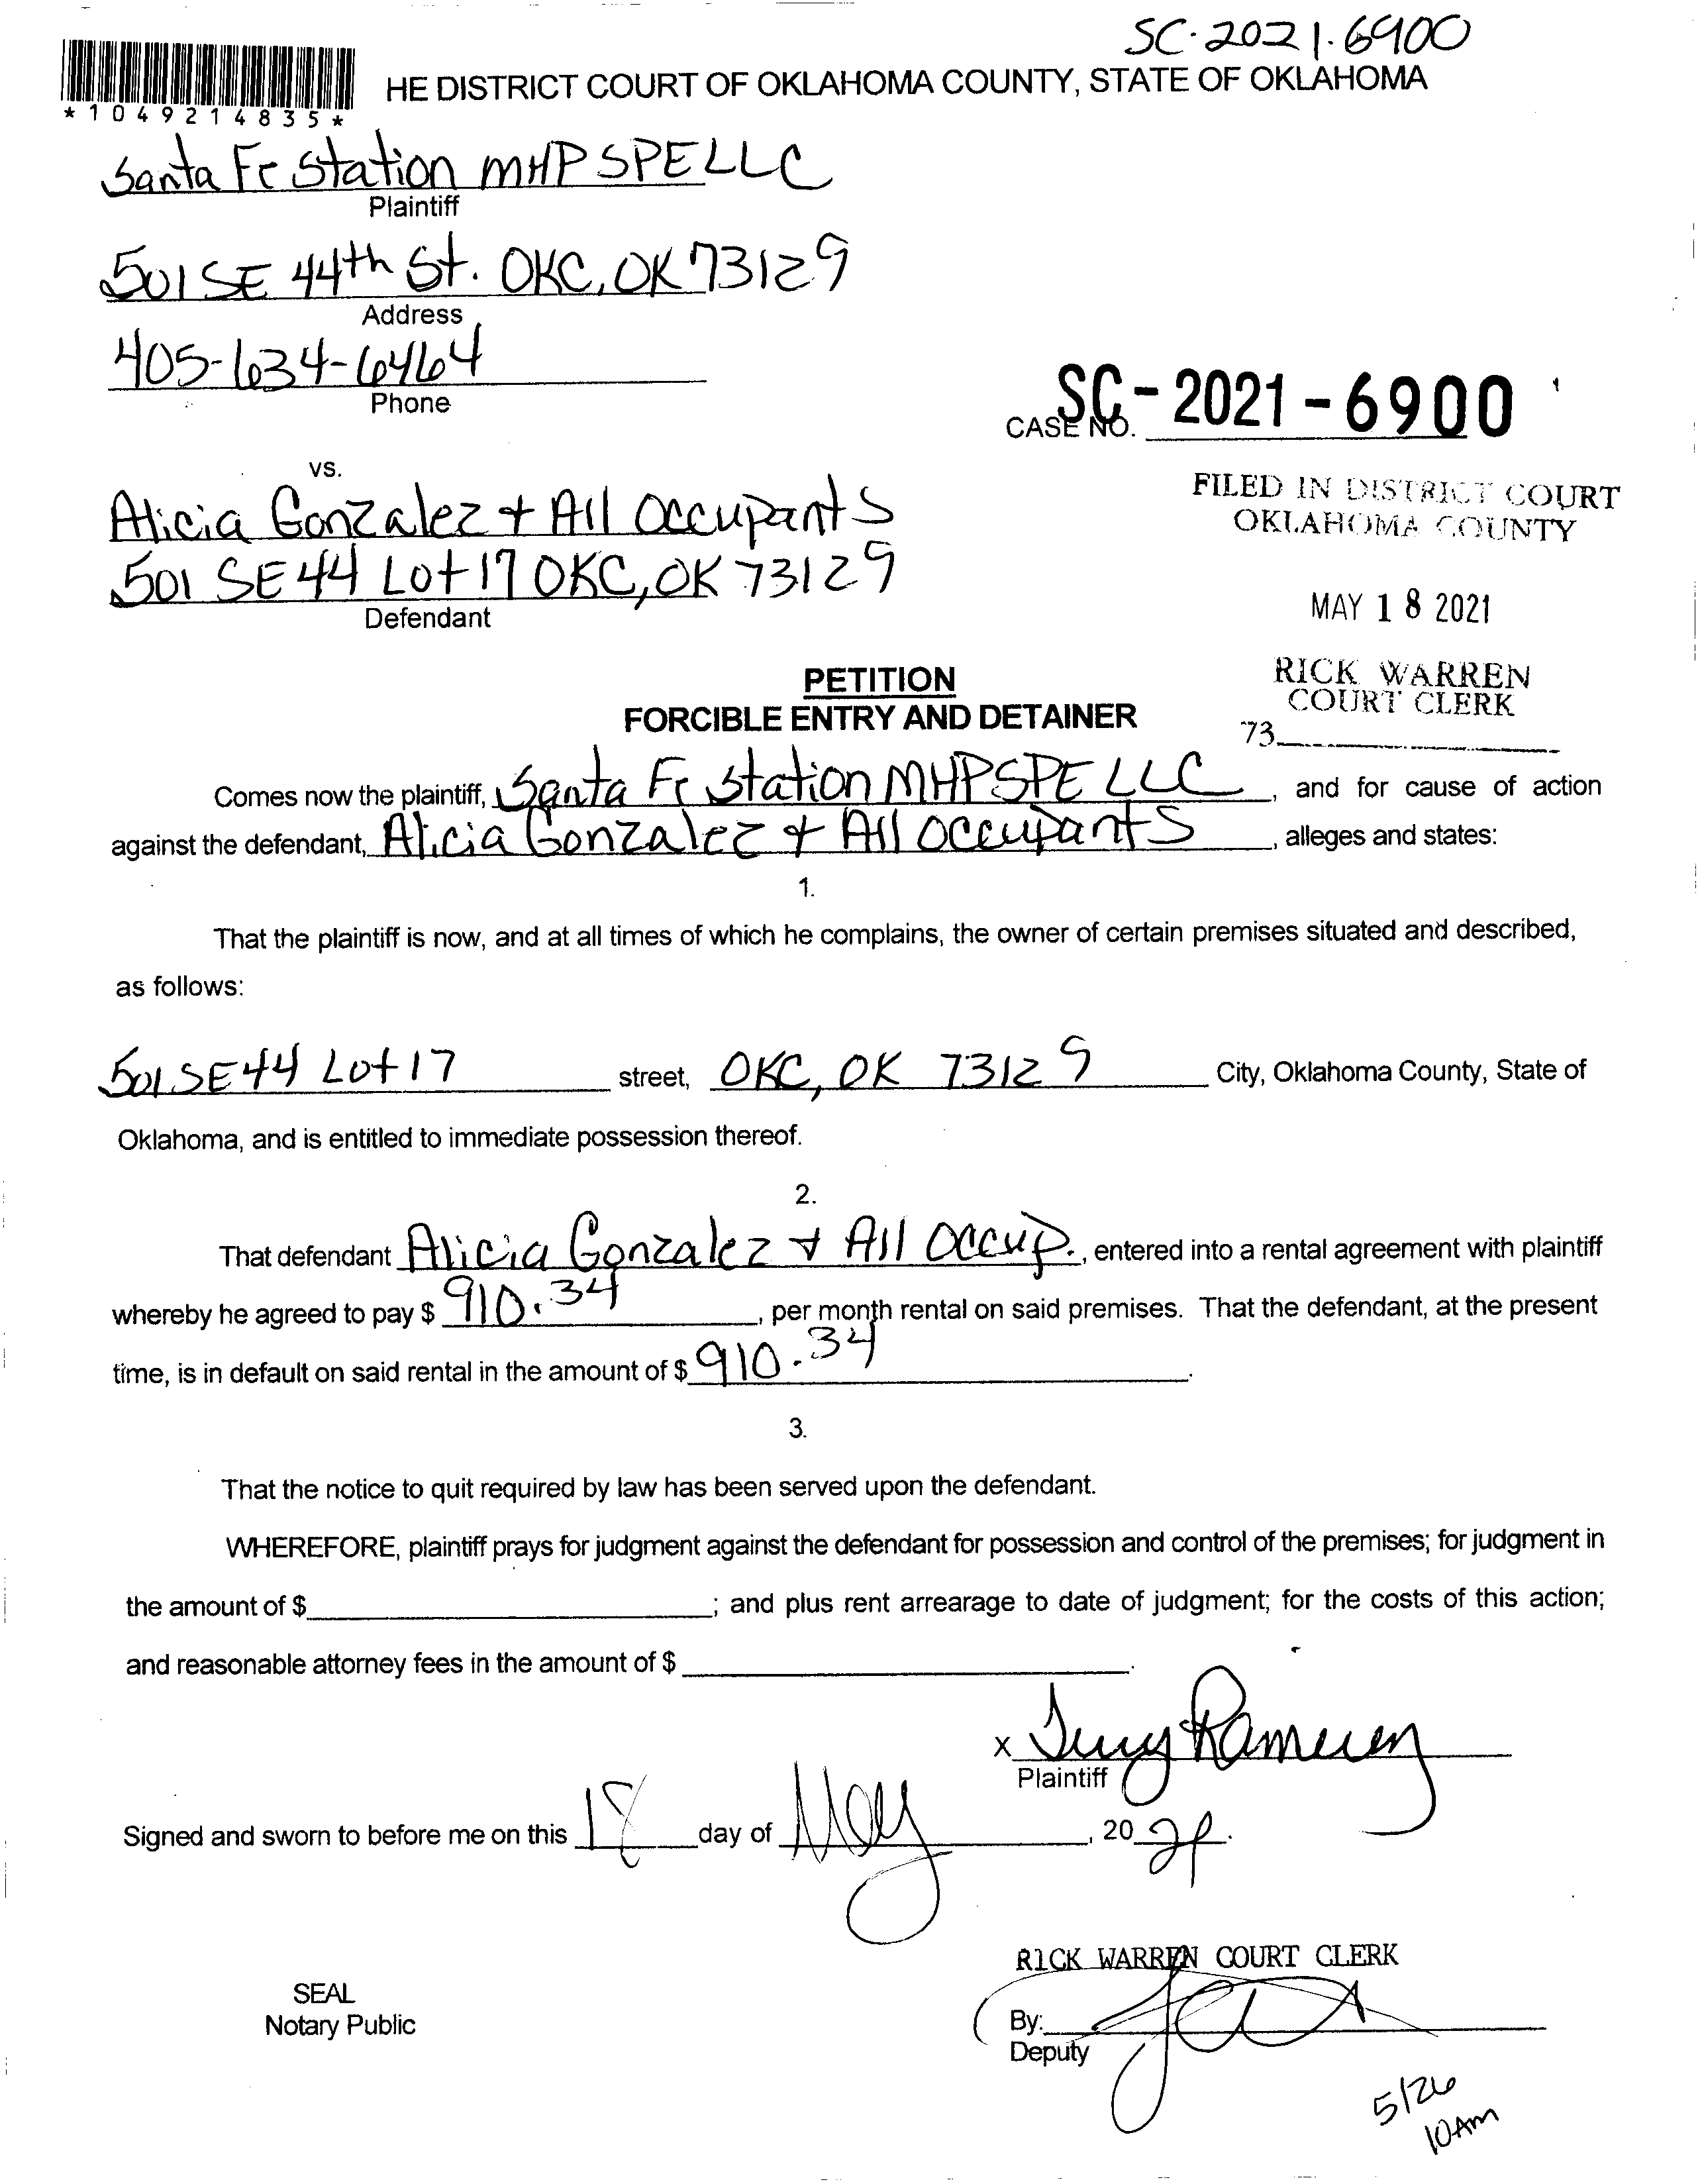 SC-2021-6900
HE DISTRICT COURT OF OKLAHOMA COUNTY, STATE OF OKLAHOMA
* 1 0 4 9 2 1 4 8 3 5 *
Santa Fe Station MHP SPE LLC
Plaintiff
501 SE 44th St. OKC, OK 73129
Address
405-634-6464
Phone
CASE NO. SC-2021-6900
vs.
Alicia Gonzalez + All Occupants
501 SE 44 Lot 17 OKC, OK 73129
Defendant
FILED IN DISTRICT COURT
OKLAHOMA COUNTY
MAY 18 2021
RICK WARREN
COURT CLERK
73
PETITION
FORCIBLE ENTRY AND DETAINER
Comes now the plaintiff, Santa Fe Station MHP SPE LLC, and for cause of action
against the defendant, Alicia Gonzalez + All Occupants, alleges and states:
1.
That the plaintiff is now, and at all times of which he complains, the owner of certain premises situated and described,
as follows:
501 SE 44 Lot 17 street, OKC, OK 73129 City, Oklahoma County, State of
Oklahoma, and is entitled to immediate possession thereof.
2.
That defendant Alicia Gonzalez + All Occup., entered into a rental agreement with plaintiff
whereby he agreed to pay $ 910.34, per month rental on said premises. That the defendant, at the present
time, is in default on said rental in the amount of $ 910.34.
3.
That the notice to quit required by law has been served upon the defendant.
WHEREFORE, plaintiff prays for judgment against the defendant for possession and control of the premises; for judgment in
the amount of $; and plus rent arrearage to date of judgment; for the costs of this action;
and reasonable attorney fees in the amount of $.
X
Plaintiff
Signed and sworn to before me on this 18 day of May, 2021.
RICK WARREN COURT CLERK
SEAL
Notary Public
By:
Deputy
5/26
10Am